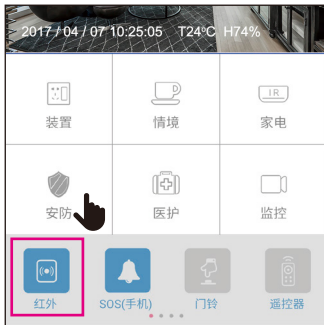 2017 / 04 / 07 10:25:05 T24°C H74%
IR
装置 情境 家电
安防 医护 监控
红外 SOS(手机) 门铃 遥控器